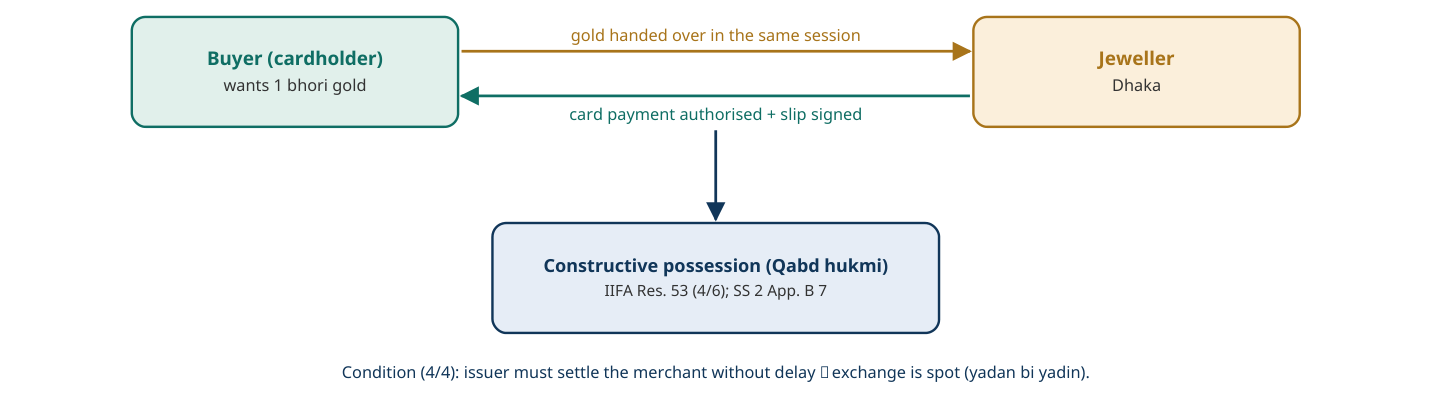 gold handed over in the same session
Buyer (cardholder)
wants 1 bhori gold
Jeweller
Dhaka
card payment authorised + slip signed
Constructive possession (Qabd hukmi)
IIFA Res. 53 (4/6); SS 2 App. B 7
Condition (4/4): issuer must settle the merchant without delay exchange is spot (yadan bi yadin).